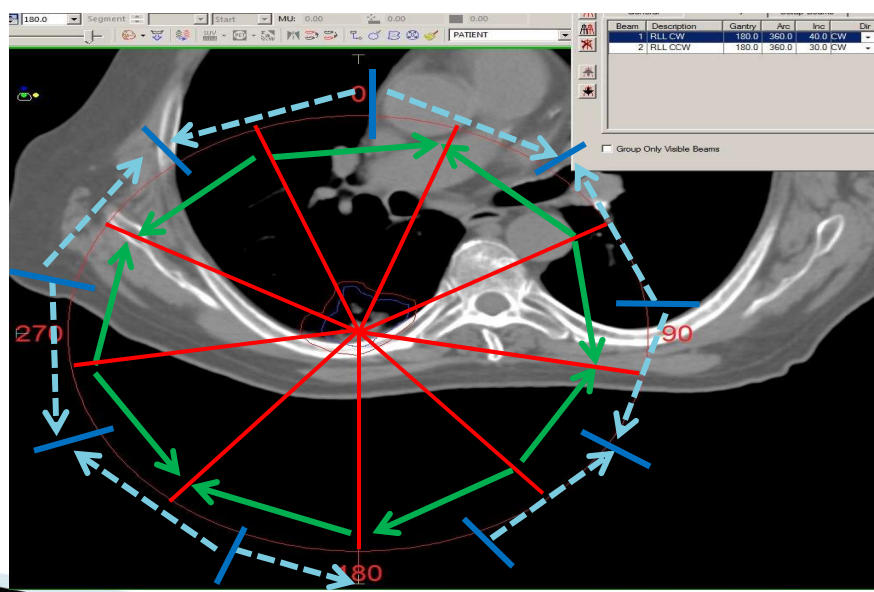 180.0 Segment Start MU: 0.00 0.00 0.00
PATIENT
Beam Description Gantry Arc Inc Dir
1 RLL CW 180.0 360.0 40.0 CW
2 RLL CCW 180.0 360.0 30.0 CW
Group Only Visible Beams
0
270
90
180